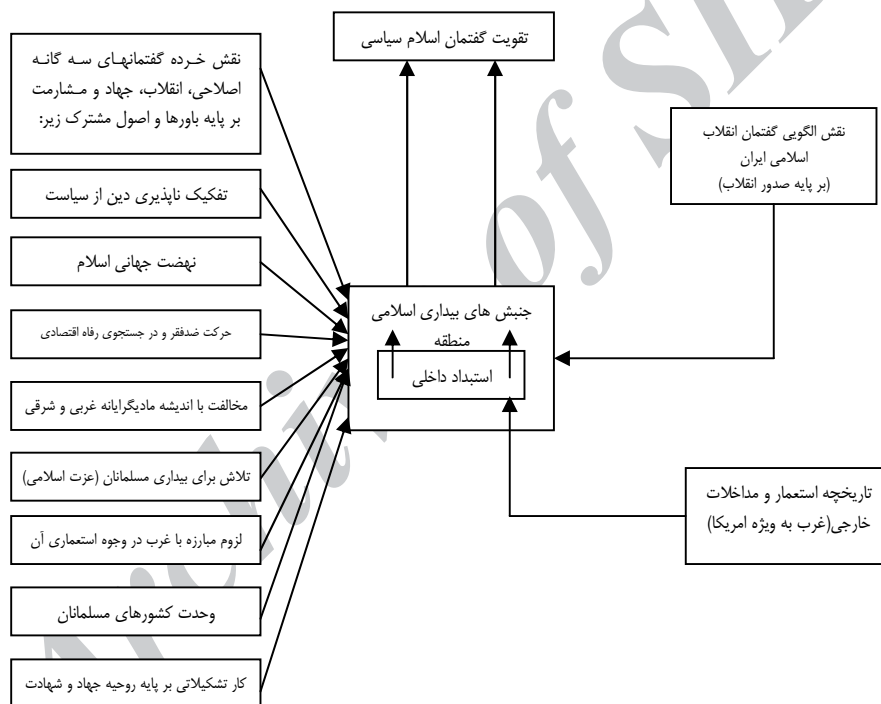 تقویت گفتمان اسلام سیاسی
نقش خرده گفتمانهای سه گانه
اصلاحی، انقلاب، جهاد و مشارمت
بر پایه باورها و اصول مشترک زیر:
تفکیک ناپذیری دین از سیاست
نهضت جهانی اسلام
حرکت ضدفقر و در جستجوی رفاه اقتصادی
مخالفت با اندیشه مادیگرایانه غربی و شرقی
تلاش برای بیداری مسلمانان (عزت اسلامی)
لزوم مبارزه با غرب در وجوه استعماری آن
وحدت کشورهای مسلمانان
کار تشکیلاتی بر پایه روحیه جهاد و شهادت
نقش الگویی گفتمان انقلاب
اسلامی ایران
(بر پایه صدور انقلاب)
جنبش های بیداری اسلامی
منطقه
استبداد داخلی
تاریخچه استعمار و مداخلات
خارجی(غرب به ویژه امریکا)
Archive of SI